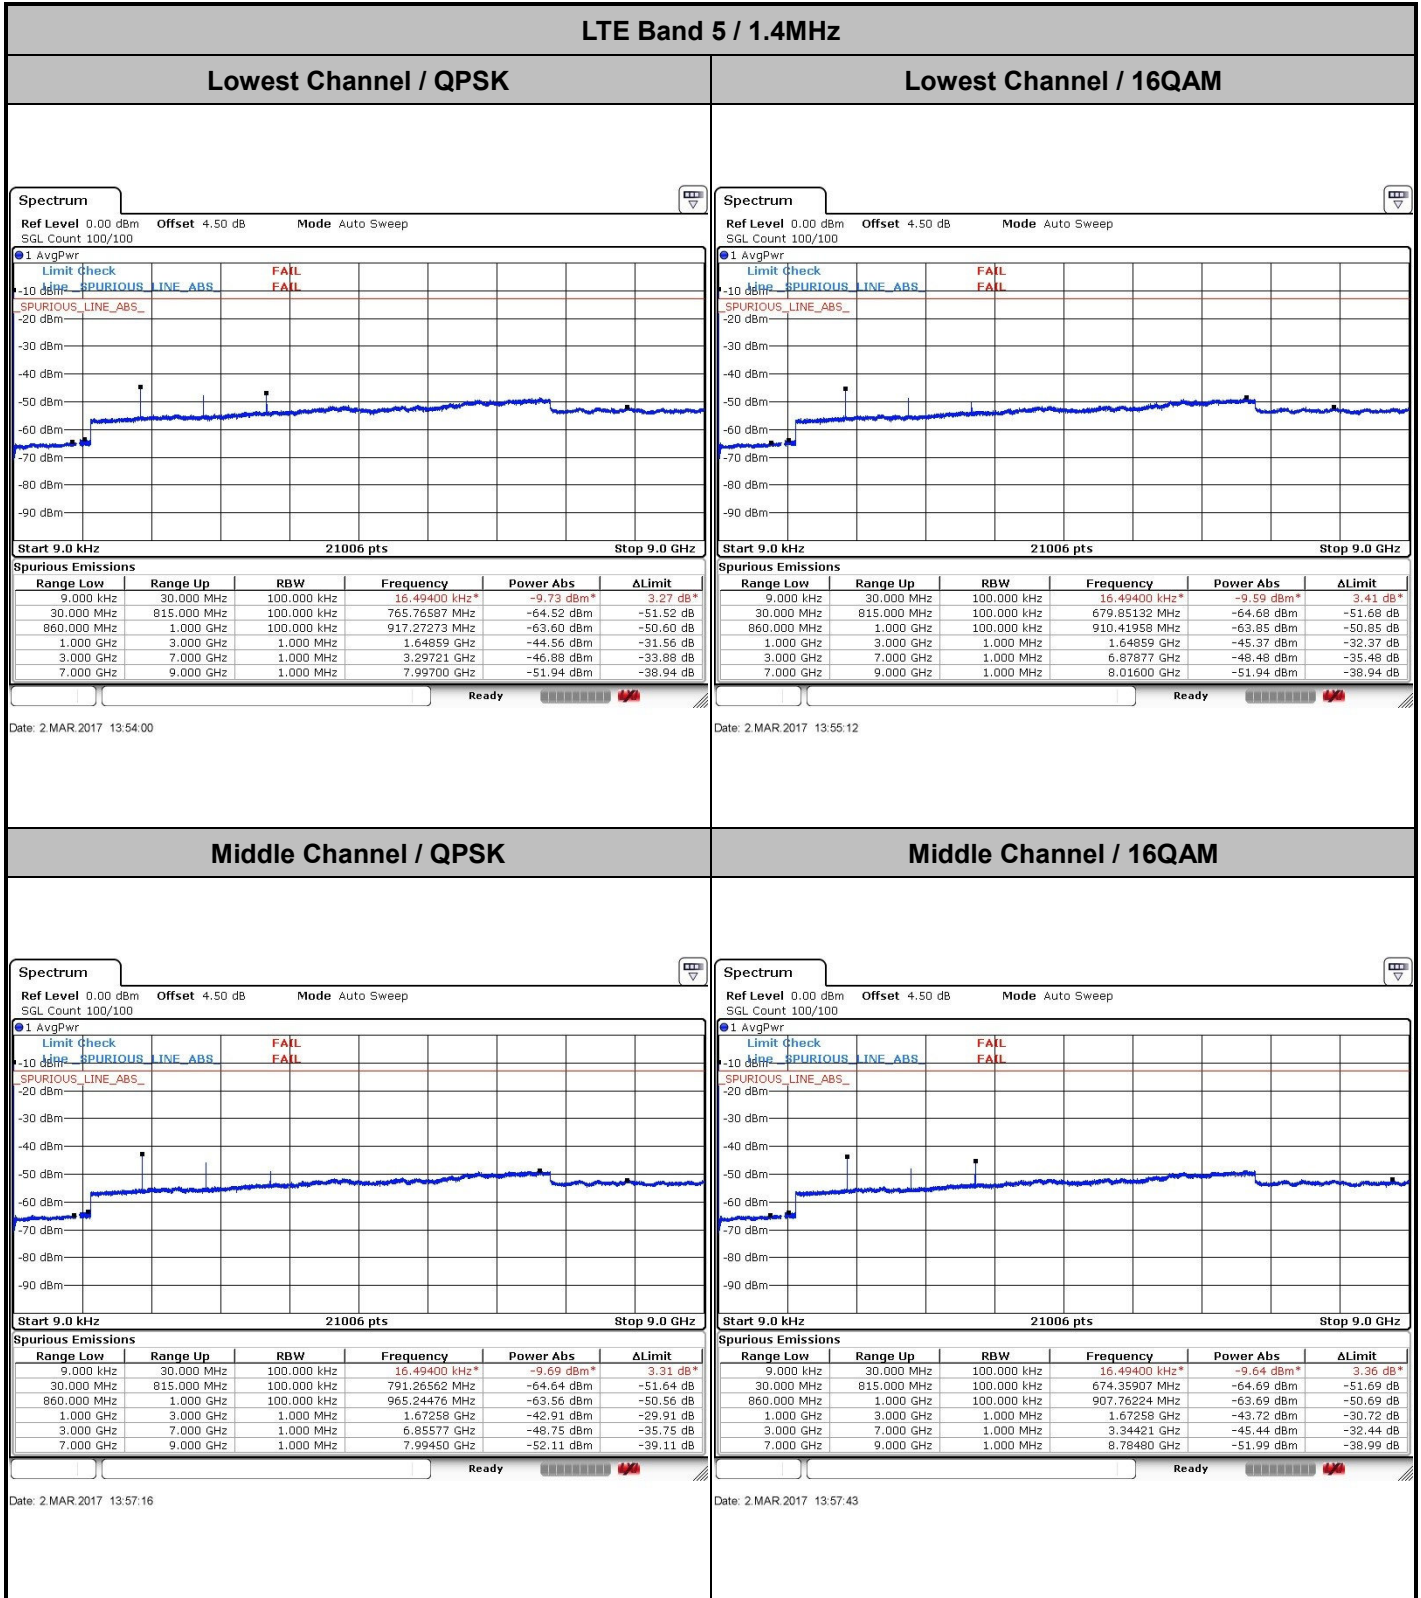 LTE Band 5 / 1.4MHz
Lowest Channel / QPSK
Lowest Channel / 16QAM
Spectrum
Ref Level 0.00 dBm Offset 4.50 dB Mode Auto Sweep
SGL Count 100/100
1 AvgPwr
Limit Check FAIL
-10 dBm Line _SPURIOUS_LINE_ABS_ FAIL
_SPURIOUS_LINE_ABS_
-20 dBm
-30 dBm
-40 dBm
-50 dBm
-60 dBm
-70 dBm
-80 dBm
-90 dBm
Start 9.0 kHz 21006 pts Stop 9.0 GHz
Spurious Emissions
Range Low Range Up RBW Frequency Power Abs ΔLimit
9.000 kHz 30.000 MHz 100.000 kHz 16.49400 kHz* -9.73 dBm* 3.27 dB*
30.000 MHz 815.000 MHz 100.000 kHz 765.76587 MHz -64.52 dBm -51.52 dB
860.000 MHz 1.000 GHz 100.000 kHz 917.27273 MHz -63.60 dBm -50.60 dB
1.000 GHz 3.000 GHz 1.000 MHz 1.64859 GHz -44.56 dBm -31.56 dB
3.000 GHz 7.000 GHz 1.000 MHz 3.29721 GHz -46.88 dBm -33.88 dB
7.000 GHz 9.000 GHz 1.000 MHz 7.99700 GHz -51.94 dBm -38.94 dB
Ready
Date: 2.MAR.2017 13:54:00
Spectrum
Ref Level 0.00 dBm Offset 4.50 dB Mode Auto Sweep
SGL Count 100/100
1 AvgPwr
Limit Check FAIL
-10 dBm Line _SPURIOUS_LINE_ABS_ FAIL
_SPURIOUS_LINE_ABS_
-20 dBm
-30 dBm
-40 dBm
-50 dBm
-60 dBm
-70 dBm
-80 dBm
-90 dBm
Start 9.0 kHz 21006 pts Stop 9.0 GHz
Spurious Emissions
Range Low Range Up RBW Frequency Power Abs ΔLimit
9.000 kHz 30.000 MHz 100.000 kHz 16.49400 kHz* -9.59 dBm* 3.41 dB*
30.000 MHz 815.000 MHz 100.000 kHz 679.85132 MHz -64.68 dBm -51.68 dB
860.000 MHz 1.000 GHz 100.000 kHz 910.41958 MHz -63.85 dBm -50.85 dB
1.000 GHz 3.000 GHz 1.000 MHz 1.64859 GHz -45.37 dBm -32.37 dB
3.000 GHz 7.000 GHz 1.000 MHz 6.87877 GHz -48.48 dBm -35.48 dB
7.000 GHz 9.000 GHz 1.000 MHz 8.01600 GHz -51.94 dBm -38.94 dB
Ready
Date: 2.MAR.2017 13:55:12
Middle Channel / QPSK
Middle Channel / 16QAM
Spectrum
Ref Level 0.00 dBm Offset 4.50 dB Mode Auto Sweep
SGL Count 100/100
1 AvgPwr
Limit Check FAIL
-10 dBm Line _SPURIOUS_LINE_ABS_ FAIL
_SPURIOUS_LINE_ABS_
-20 dBm
-30 dBm
-40 dBm
-50 dBm
-60 dBm
-70 dBm
-80 dBm
-90 dBm
Start 9.0 kHz 21006 pts Stop 9.0 GHz
Spurious Emissions
Range Low Range Up RBW Frequency Power Abs ΔLimit
9.000 kHz 30.000 MHz 100.000 kHz 16.49400 kHz* -9.69 dBm* 3.31 dB*
30.000 MHz 815.000 MHz 100.000 kHz 791.26562 MHz -64.64 dBm -51.64 dB
860.000 MHz 1.000 GHz 100.000 kHz 965.24476 MHz -63.56 dBm -50.56 dB
1.000 GHz 3.000 GHz 1.000 MHz 1.67258 GHz -42.91 dBm -29.91 dB
3.000 GHz 7.000 GHz 1.000 MHz 6.85577 GHz -48.75 dBm -35.75 dB
7.000 GHz 9.000 GHz 1.000 MHz 7.99450 GHz -52.11 dBm -39.11 dB
Ready
Date: 2.MAR.2017 13:57:16
Spectrum
Ref Level 0.00 dBm Offset 4.50 dB Mode Auto Sweep
SGL Count 100/100
1 AvgPwr
Limit Check FAIL
-10 dBm Line _SPURIOUS_LINE_ABS_ FAIL
_SPURIOUS_LINE_ABS_
-20 dBm
-30 dBm
-40 dBm
-50 dBm
-60 dBm
-70 dBm
-80 dBm
-90 dBm
Start 9.0 kHz 21006 pts Stop 9.0 GHz
Spurious Emissions
Range Low Range Up RBW Frequency Power Abs ΔLimit
9.000 kHz 30.000 MHz 100.000 kHz 16.49400 kHz* -9.64 dBm* 3.36 dB*
30.000 MHz 815.000 MHz 100.000 kHz 674.35907 MHz -64.69 dBm -51.69 dB
860.000 MHz 1.000 GHz 100.000 kHz 907.76224 MHz -63.69 dBm -50.69 dB
1.000 GHz 3.000 GHz 1.000 MHz 1.67258 GHz -43.72 dBm -30.72 dB
3.000 GHz 7.000 GHz 1.000 MHz 3.34421 GHz -45.44 dBm -32.44 dB
7.000 GHz 9.000 GHz 1.000 MHz 8.78480 GHz -51.99 dBm -38.99 dB
Ready
Date: 2.MAR.2017 13:57:43